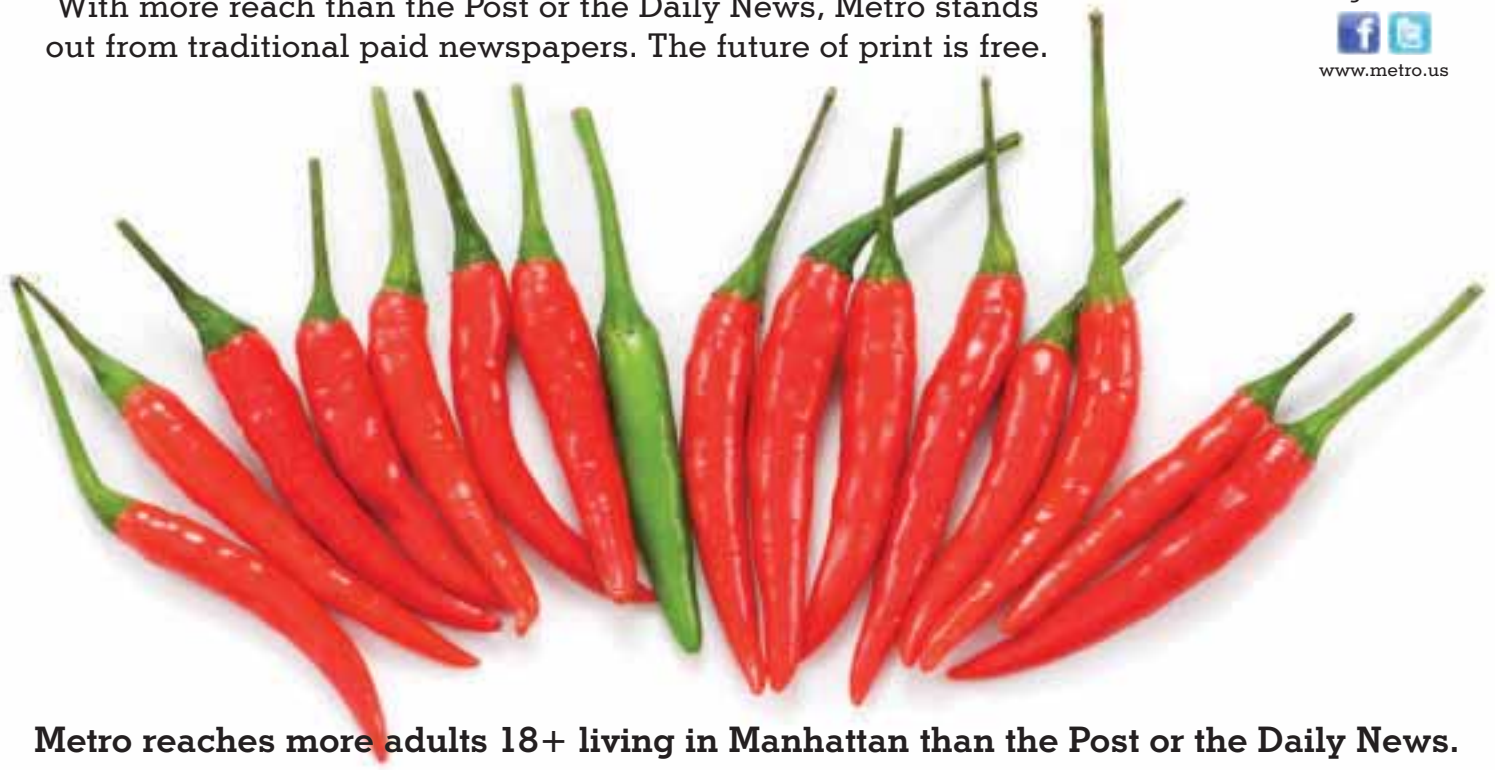 With more reach than the Post or the Daily News, Metro stands
out from traditional paid newspapers. The future of print is free.
f t
www.metro.us
Metro reaches more adults 18+ living in Manhattan than the Post or the Daily News.